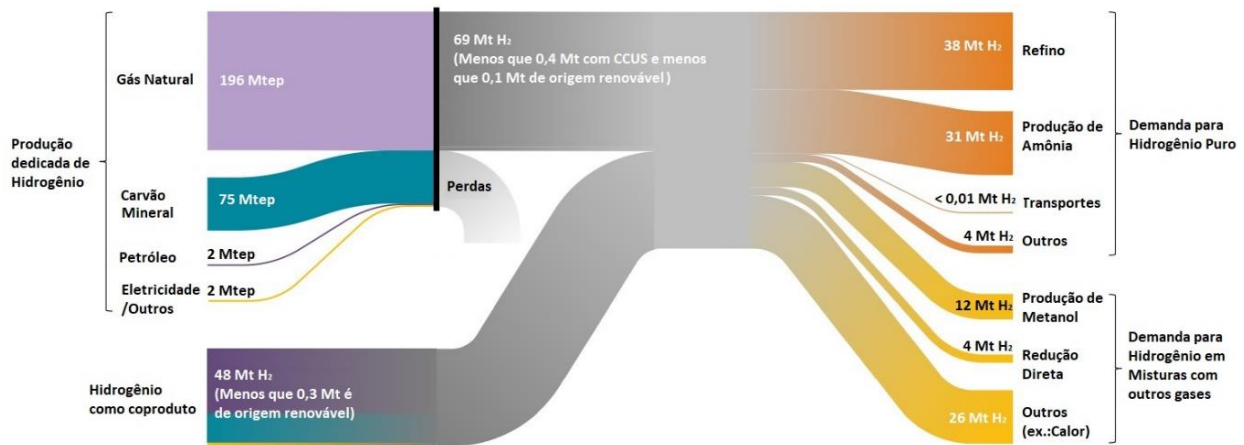 Produção
dedicada de
Hidrogênio
Gás Natural
196 Mtep
Carvão
Mineral
75 Mtep
Petróleo
2 Mtep
Eletricidade
/Outros
2 Mtep
Hidrogênio
como coproduto
48 Mt H₂
(Menos que 0,3 Mt é
de origem renovável)
69 Mt H₂
(Menos que 0,4 Mt com CCUS e menos
que 0,1 Mt de origem renovável)
Perdas
38 Mt H₂
Refino
31 Mt H₂
Produção de
Amônia
< 0,01 Mt H₂
Transportes
4 Mt H₂
Outros
Demanda para
Hidrogênio Puro
12 Mt H₂
Produção de
Metanol
4 Mt H₂
Redução
Direta
26 Mt H₂
Outros
(ex.:Calor)
Demanda para
Hidrogênio em
Misturas com
outros gases